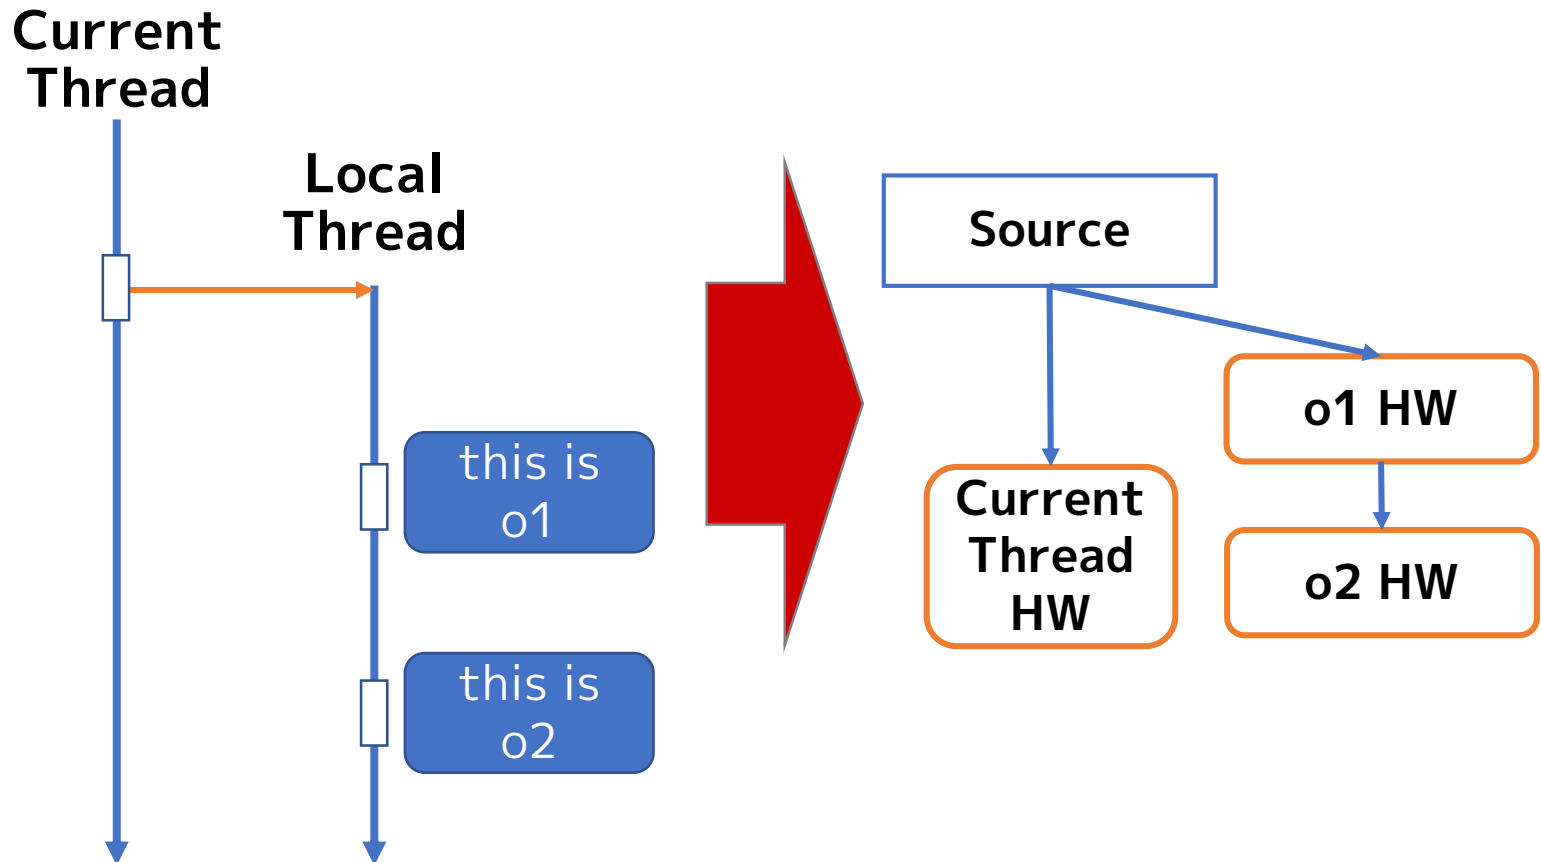 Current
Thread
Local
Thread
this is
o1
this is
o2
Source
o1 HW
Current
Thread
HW
o2 HW